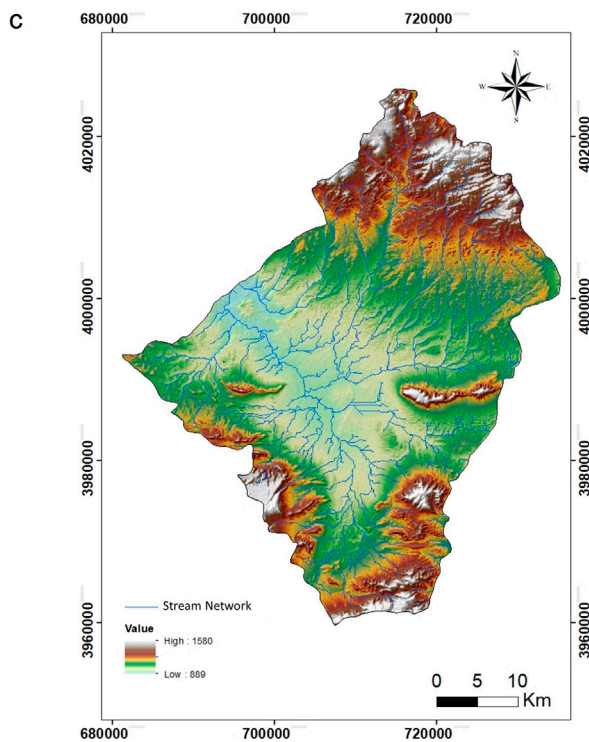 C
680000 700000 720000
N
W E
S
4020000 4020000
4000000 4000000
3980000 3980000
3960000 3960000
Stream Network
Value
High : 1580
Low : 889
0 5 10
Km
680000 700000 720000